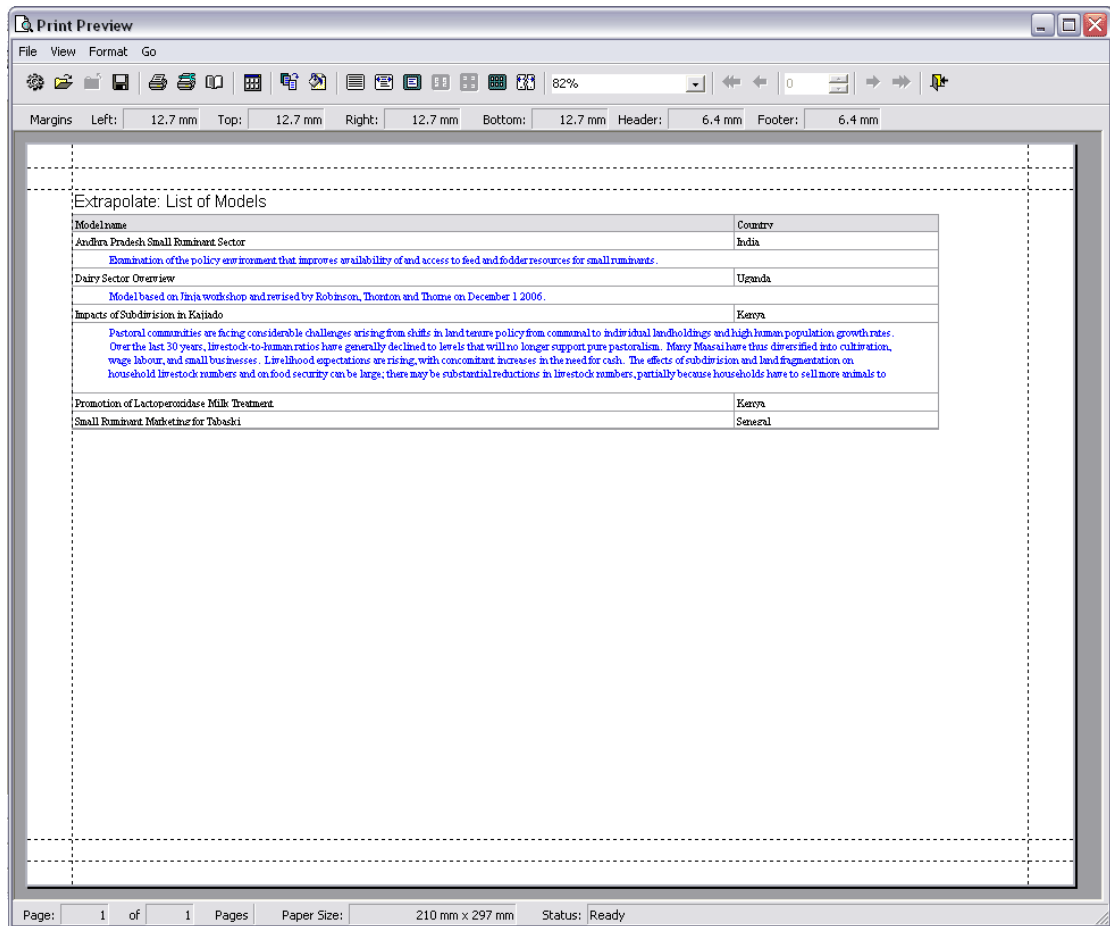 Print Preview
File View Format Go
82%
0
Margins Left: 12.7 mm Top: 12.7 mm Right: 12.7 mm Bottom: 12.7 mm Header: 6.4 mm Footer: 6.4 mm
Extrapolate: List of Models
Model name Country
Andhra Pradesh Small Ruminant Sector India
Examination of the policy environment that improves availability of and access to feed and fodder resources for small ruminants.
Dairy Sector Overview Uganda
Model based on Jinja workshop and revised by Robinson, Thonton and Thorne on December 1 2006.
Impacts of Subdivision in Kajiado Kenya
Pastoral communities are facing considerable challenges arising from shifts in land tenure policy from communal to individual landholdings and high human population growth rates.
Over the last 30 years, livestock-to-human ratios have generally declined to levels that will no longer support pure pastoralism. Many Maasai have thus diversified into cultivation,
wage labour, and small businesses. Livelihood expectations are rising, with concomitant increases in the need for cash. The effects of subdivision and land fragmentation on
household livestock numbers and on food security can be large; there may be substantial reductions in livestock numbers, partially because households have to sell more animals to
Promotion of Lactoperoxidase Milk Treatment Kenya
Small Ruminant Marketing for Tabaski Senegal
Page: 1 of 1 Pages Paper Size: 210 mm x 297 mm Status: Ready